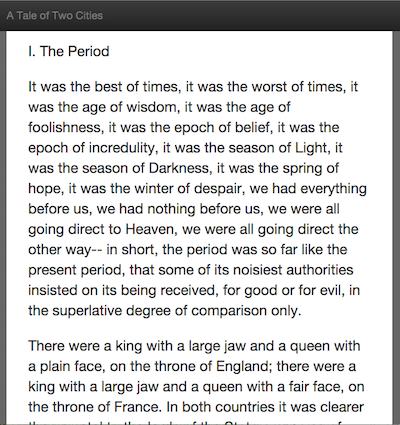 A Tale of Two Cities
I. The Period
It was the best of times, it was the worst of times, it
was the age of wisdom, it was the age of
foolishness, it was the epoch of belief, it was the
epoch of incredulity, it was the season of Light, it
was the season of Darkness, it was the spring of
hope, it was the winter of despair, we had everything
before us, we had nothing before us, we were all
going direct to Heaven, we were all going direct the
other way-- in short, the period was so far like the
present period, that some of its noisiest authorities
insisted on its being received, for good or for evil, in
the superlative degree of comparison only.
There were a king with a large jaw and a queen with
a plain face, on the throne of England; there were a
king with a large jaw and a queen with a fair face, on
the throne of France. In both countries it was clearer